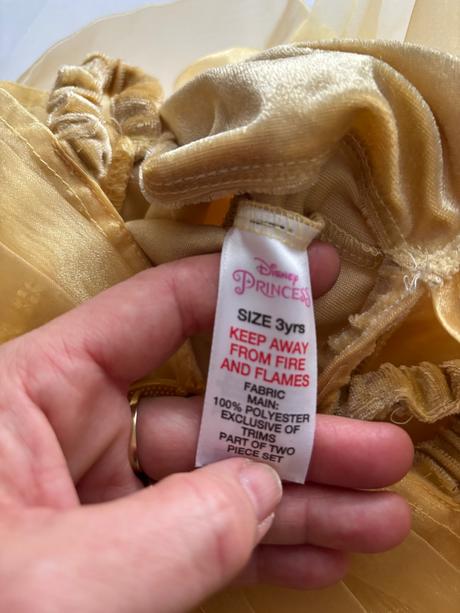 Disney
PRINCESS
SIZE 3yrs
KEEP AWAY
FROM FIRE
AND FLAMES
FABRIC
MAIN:
100% POLYESTER
EXCLUSIVE OF
TRIMS
PART OF TWO
PIECE SET